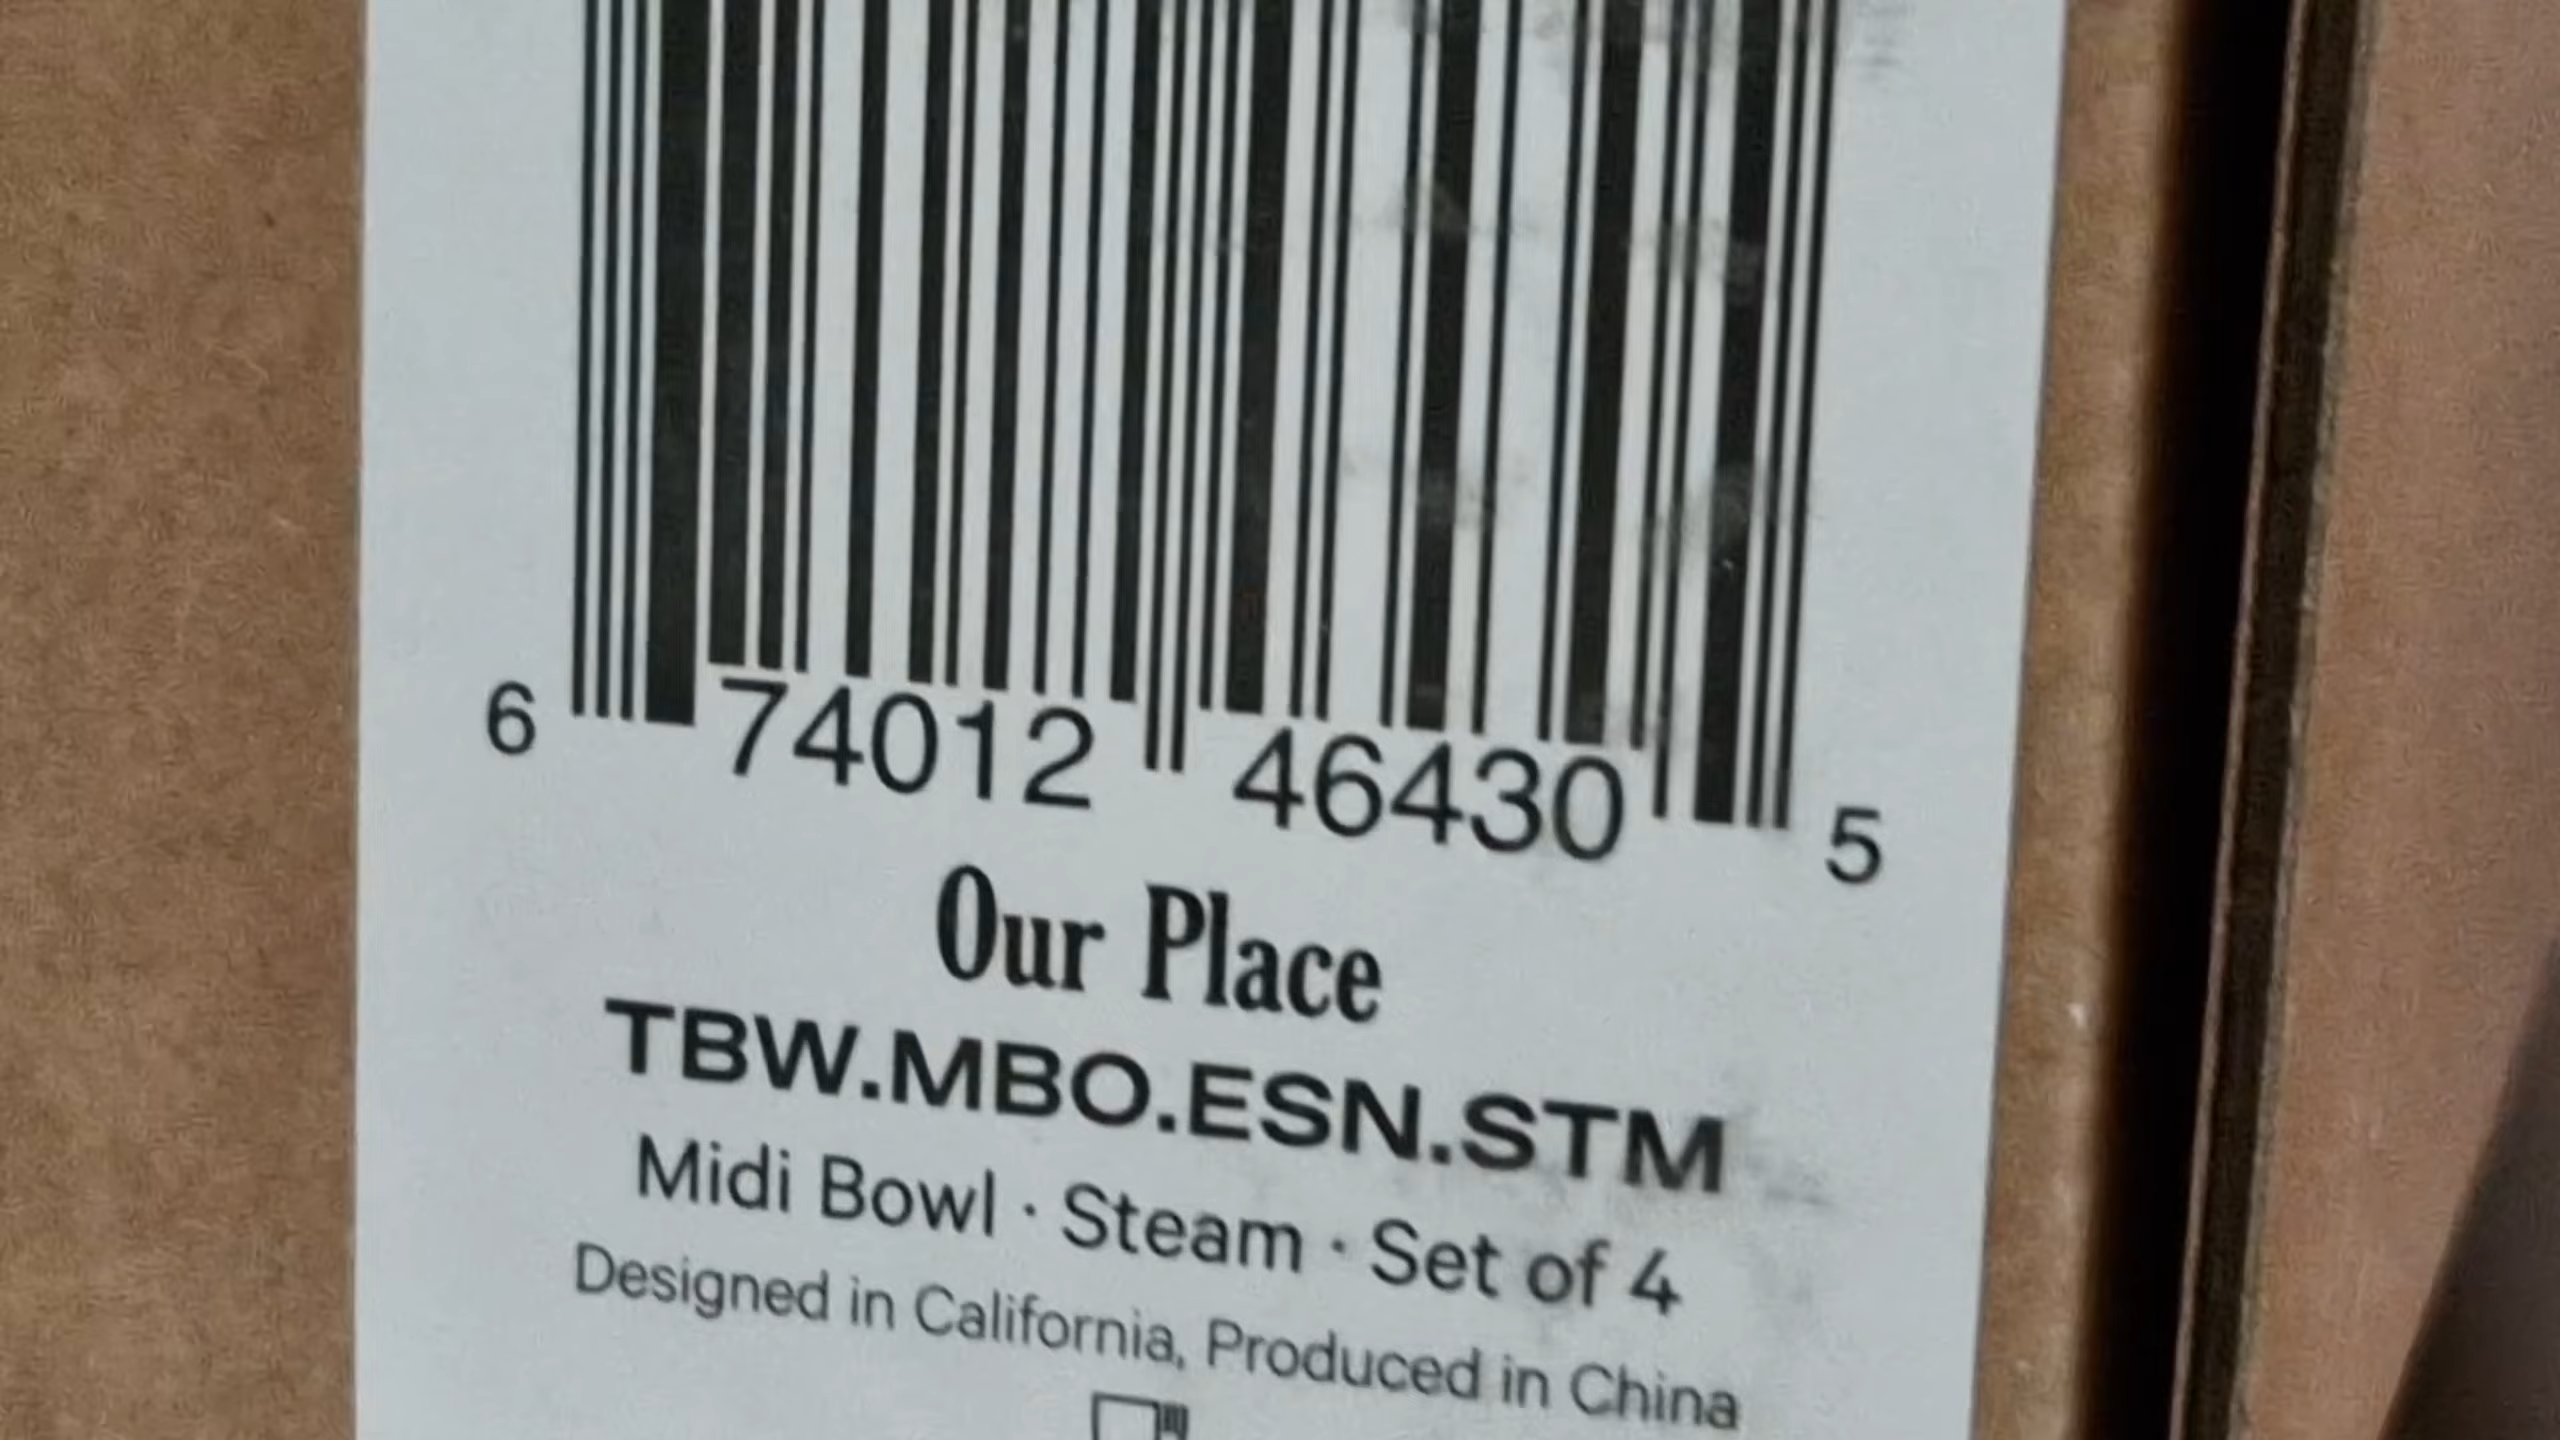 6 74012 46430 5
Our Place
TBW.MBO.ESN.STM
Midi Bowl · Steam · Set of 4
Designed in California, Produced in China